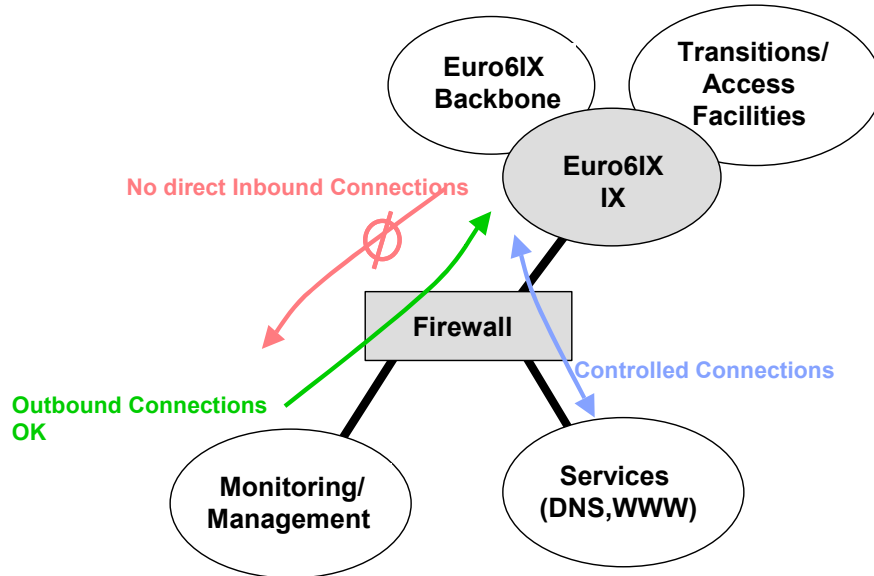 Euro6IX
Backbone
Transitions/
Access
Facilities
Euro6IX
IX
No direct Inbound Connections
Firewall
Controlled Connections
Outbound Connections
OK
Monitoring/
Management
Services
(DNS,WWW)